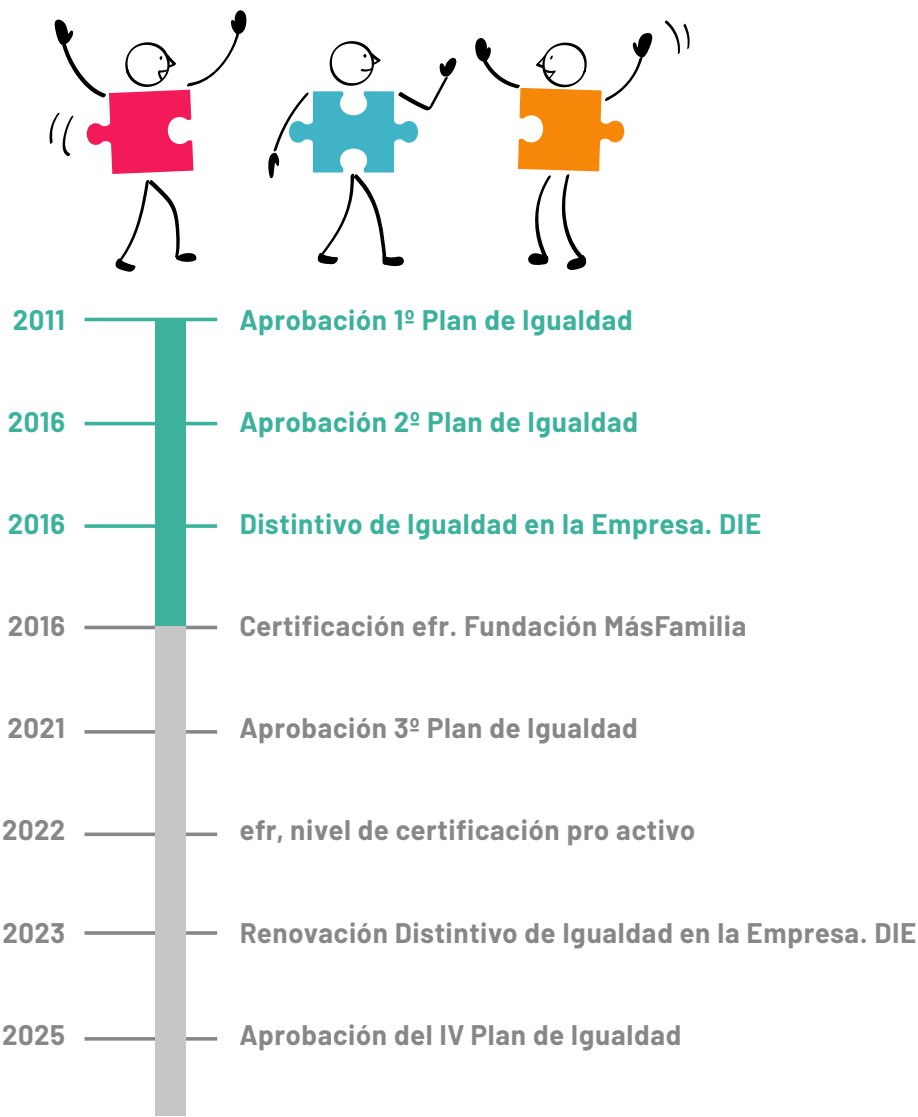 2011 Aprobación 1º Plan de Igualdad
2016 Aprobación 2º Plan de Igualdad
2016 Distintivo de Igualdad en la Empresa. DIE
2016 Certificación efr. Fundación MásFamilia
2021 Aprobación 3º Plan de Igualdad
2022 efr, nivel de certificación pro activo
2023 Renovación Distintivo de Igualdad en la Empresa. DIE
2025 Aprobación del IV Plan de Igualdad